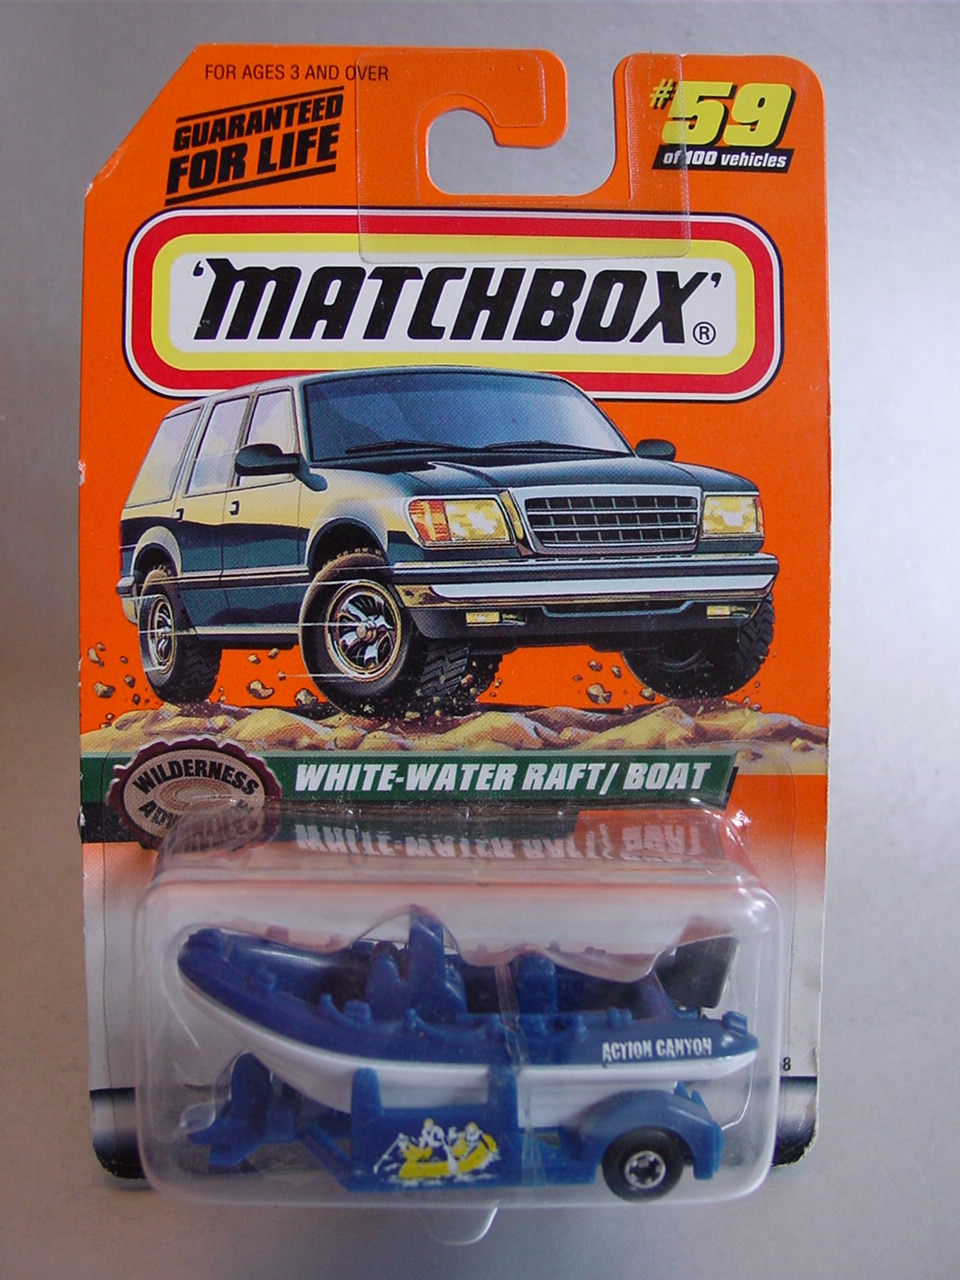 FOR AGES 3 AND OVER
GUARANTEED
FOR LIFE
#59
of 100 vehicles
'MATCHBOX'®
WILDERNESS
WHITE-WATER RAFT/ BOAT
ACTION CANYON